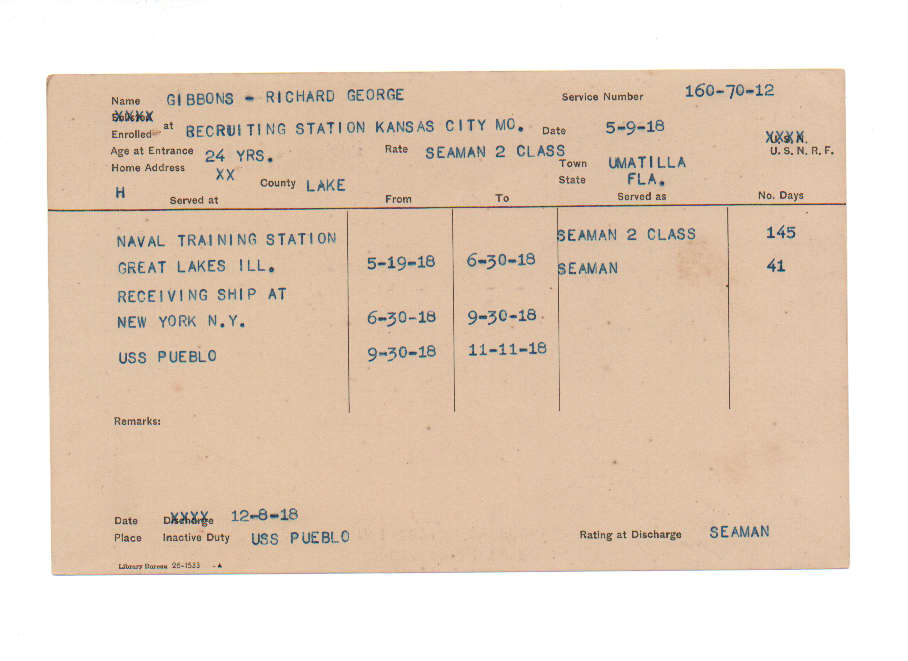 Name GIBBONS - RICHARD GEORGE Service Number 160-70-12
XXXX
Enrolled at RECRUITING STATION KANSAS CITY MO. Date 5-9-18 XXXX U.S.N.
Age at Entrance 24 YRS. Rate SEAMAN 2 CLASS U. S. N. R. F.
Home Address XX County LAKE Town UMATILLA
H State FLA.
Served at From To Served as No. Days
NAVAL TRAINING STATION SEAMAN 2 CLASS 145
GREAT LAKES ILL. 5-19-18 6-30-18 SEAMAN 41
RECEIVING SHIP AT
NEW YORK N.Y. 6-30-18 9-30-18.
USS PUEBLO 9-30-18 11-11-18
Remarks:
Date Discharge XXXX 12-8-18
Place Inactive Duty USS PUEBLO Rating at Discharge SEAMAN
Library Bureau 26-1533 -A